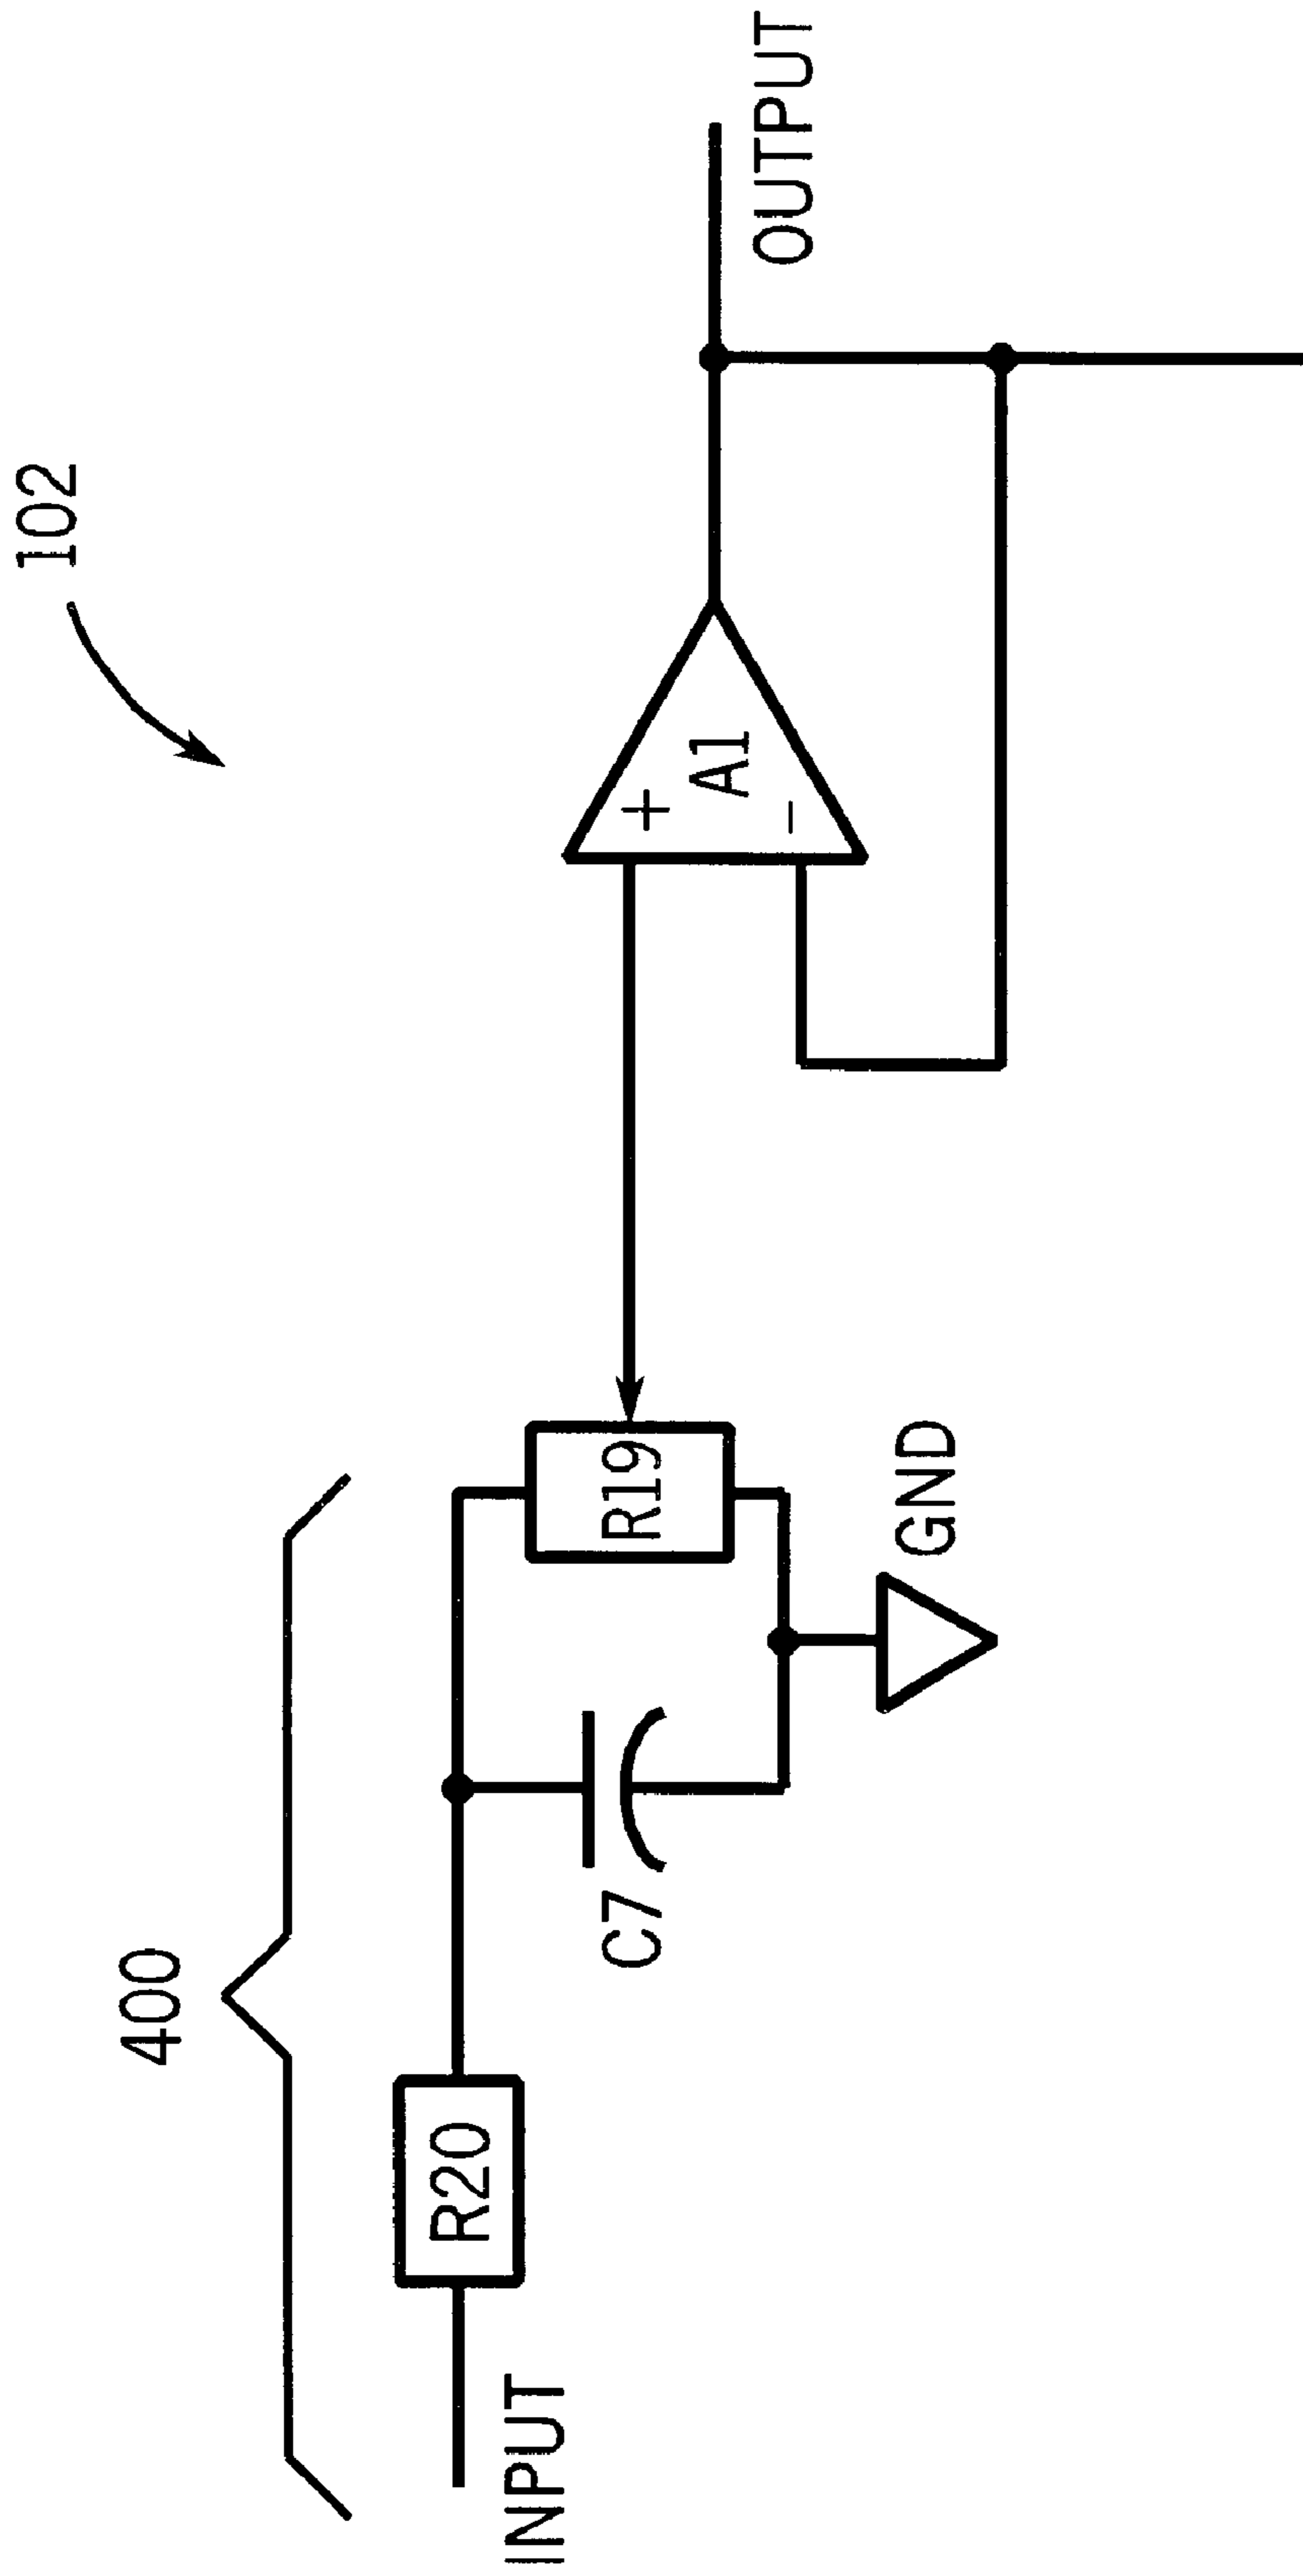 102
400
INPUT
R20
C7
R19
GND
+
A1
-
OUTPUT